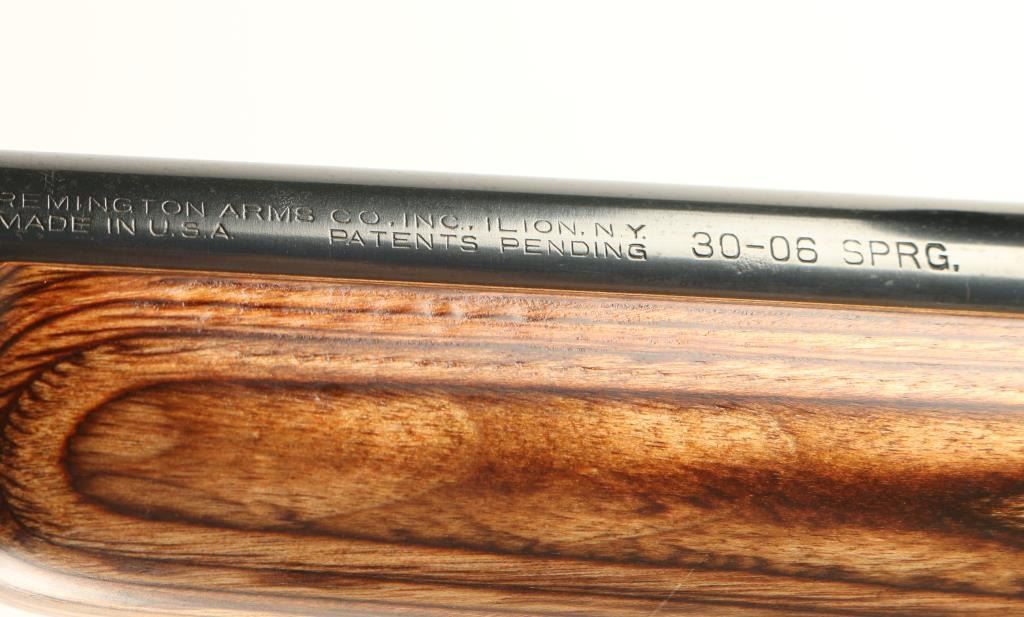 REMINGTON ARMS CO., INC., ILION, N.Y.
MADE IN U.S.A. PATENTS PENDING 30-06 SPRG.